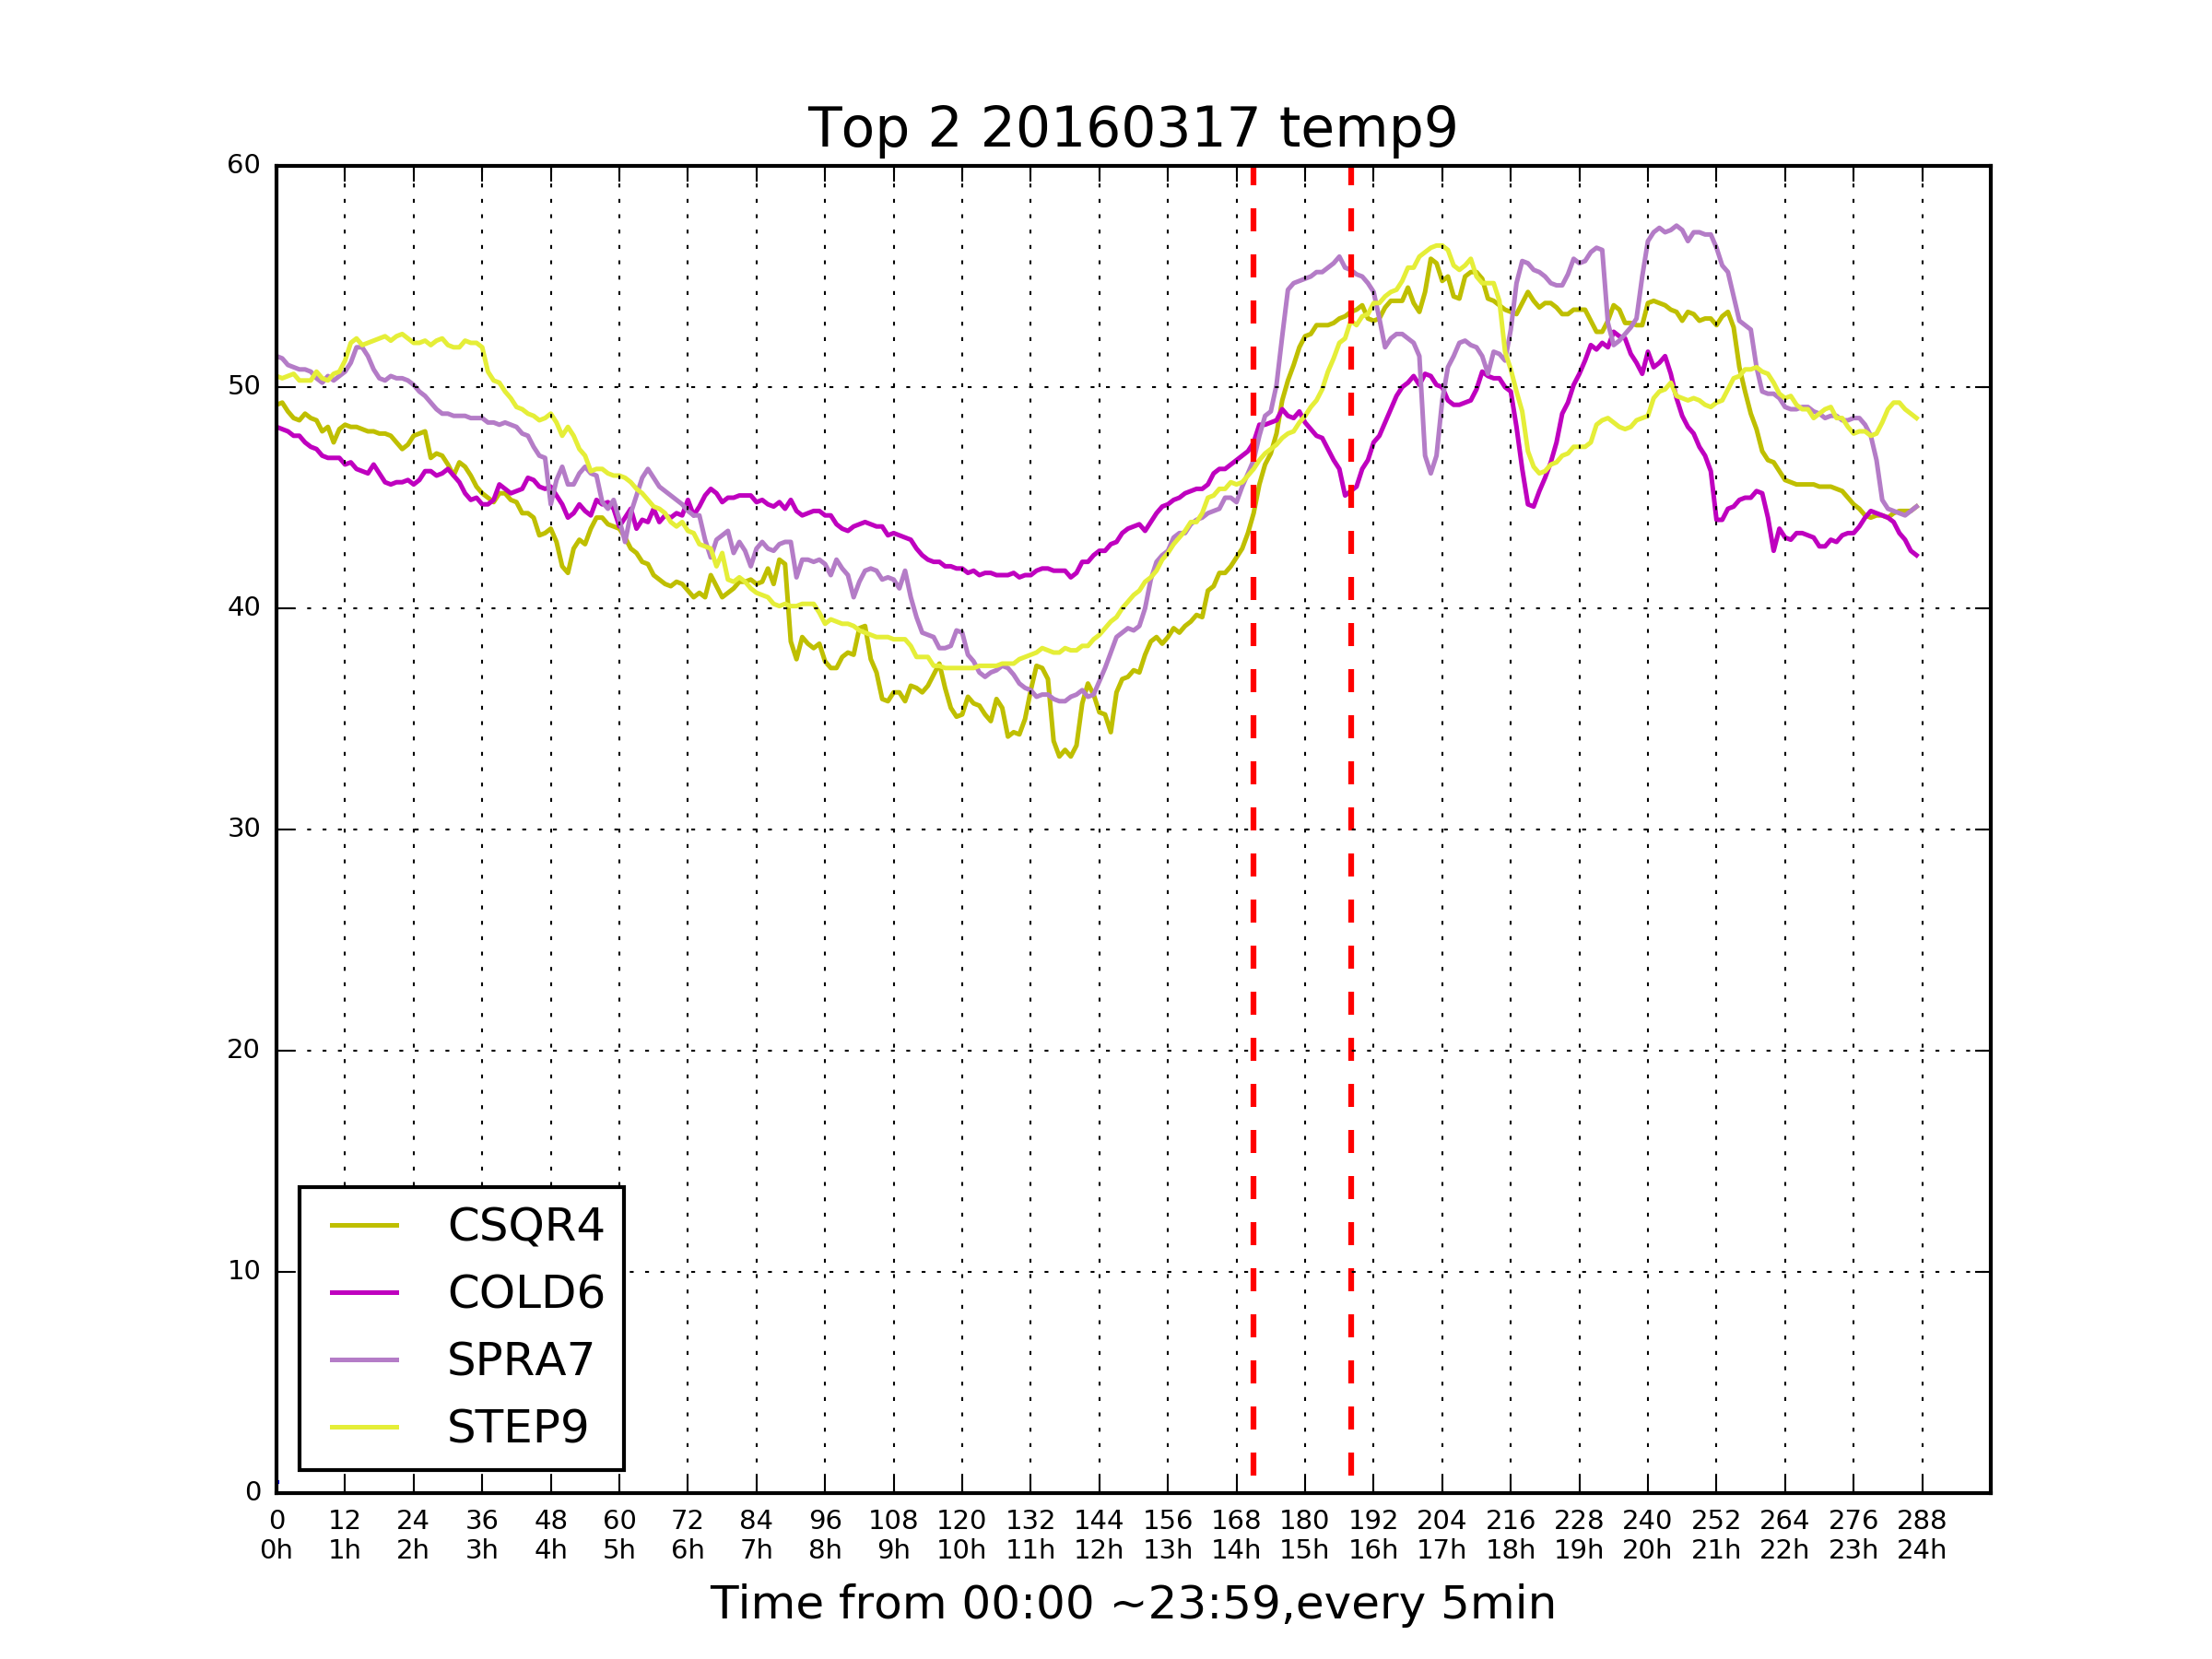 Top 2 20160317 temp9
60
50
40
30
20
10
0
CSQR4
COLD6
SPRA7
STEP9
0 12 24 36 48 60 72 84 96 108 120 132 144 156 168 180 192 204 216 228 240 252 264 276 288
0h 1h 2h 3h 4h 5h 6h 7h 8h 9h 10h 11h 12h 13h 14h 15h 16h 17h 18h 19h 20h 21h 22h 23h 24h
Time from 00:00 ~23:59,every 5min